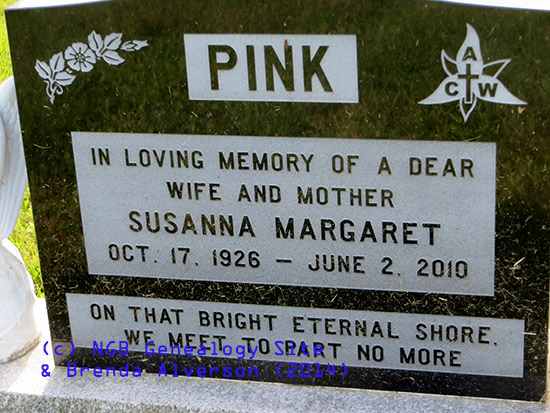 PINK
A
C W
IN LOVING MEMORY OF A DEAR
WIFE AND MOTHER
SUSANNA MARGARET
OCT. 17, 1926 – JUNE 2, 2010
ON THAT BRIGHT ETERNAL SHORE,
WE MEET TO PART NO MORE
(c) NGB Genealogy Site
& Brenda Alverson (2014)